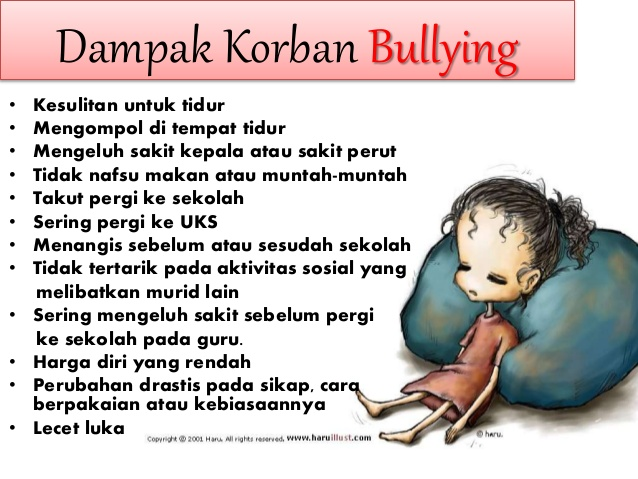 Dampak Korban Bullying
• Kesulitan untuk tidur
• Mengompol di tempat tidur
• Mengeluh sakit kepala atau sakit perut
• Tidak nafsu makan atau muntah-muntah
• Takut pergi ke sekolah
• Sering pergi ke UKS
• Menangis sebelum atau sesudah sekolah
• Tidak tertarik pada aktivitas sosial yang
melibatkan murid lain
• Sering mengeluh sakit sebelum pergi
ke sekolah pada guru.
• Harga diri yang rendah
• Perubahan drastis pada sikap, cara
berpakaian atau kebiasaannya
• Lecet luka
Copyright © 2001 Haru. All rights reserved. www.haruillust.com
© haru.